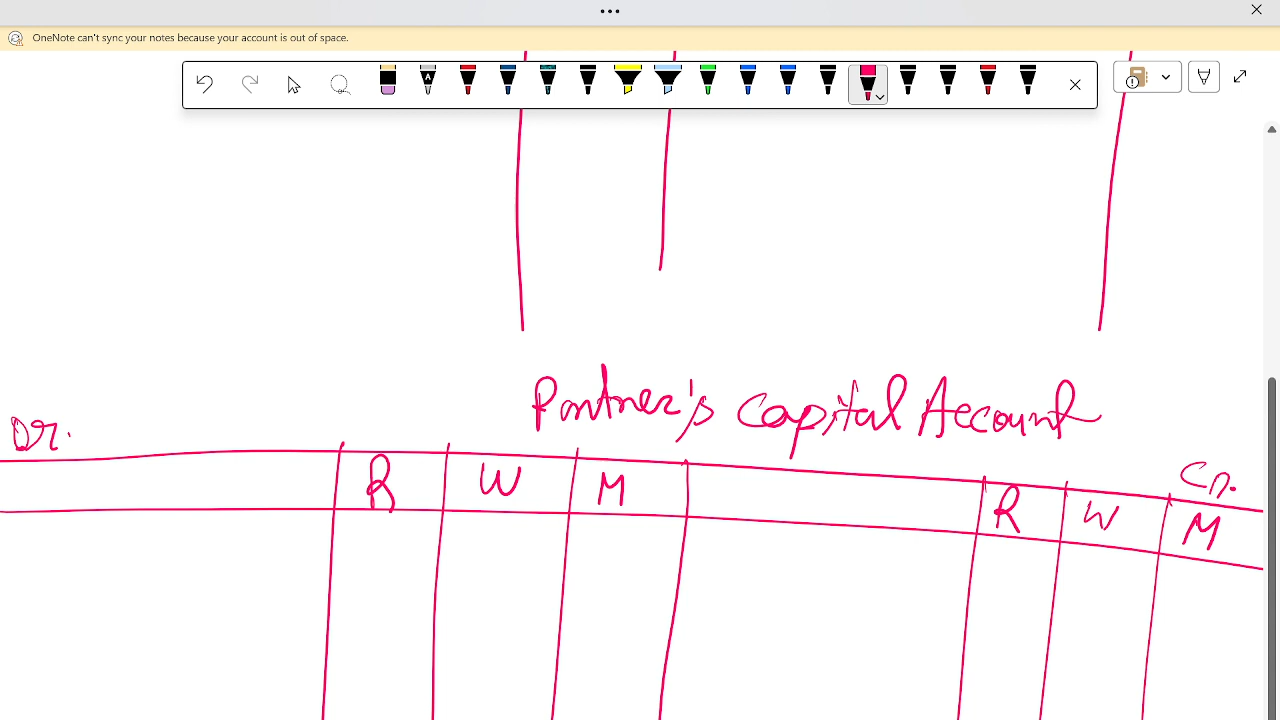 OneNote can't sync your notes because your account is out of space.
A
Partner's Capital Account
Dr.
Cr.
R W M R W M